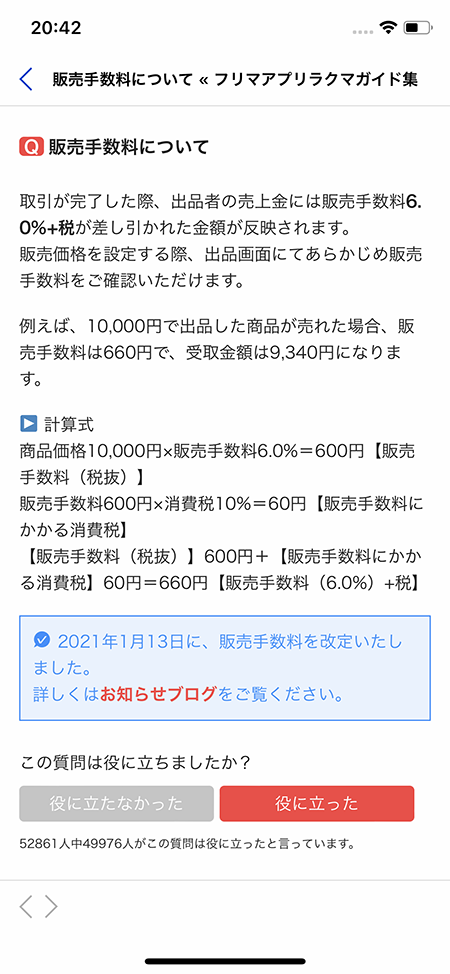 20:42
販売手数料について « フリマアプリラクマガイド集
Q 販売手数料について
取引が完了した際、出品者の売上金には販売手数料6.
0%+税が差し引かれた金額が反映されます。
販売価格を設定する際、出品画面にてあらかじめ販売
手数料をご確認いただけます。
例えば、10,000円で出品した商品が売れた場合、販
売手数料は660円で、受取金額は9,340円になりま
す。
計算式
商品価格10,000円×販売手数料6.0%＝600円【販売
手数料（税抜）】
販売手数料600円×消費税10%＝60円【販売手数料に
かかる消費税】
【販売手数料（税抜）】600円＋【販売手数料にかか
る消費税】60円＝660円【販売手数料（6.0%）+税】
2021年1月13日に、販売手数料を改定いたし
ました。
詳しくはお知らせブログをご覧ください。
この質問は役に立ちましたか？
役に立たなかった
役に立った
52861人中49976人がこの質問は役に立ったと言っています。